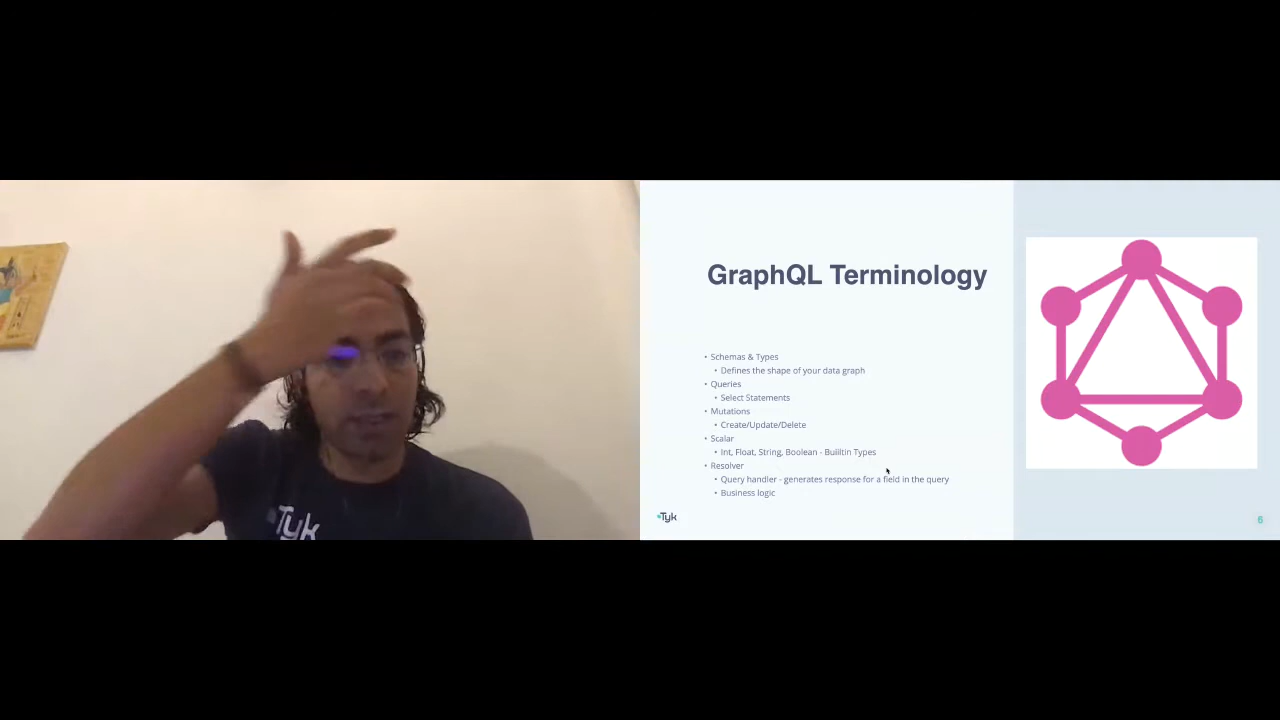 GraphQL Terminology
• Schemas & Types
• Defines the shape of your data graph
• Queries
• Select Statements
• Mutations
• Create/Update/Delete
• Scalar
• Int, Float, String, Boolean - Buililtin Types
• Resolver
• Query handler - generates response for a field in the query
• Business logic
Tyk
6
Tyk